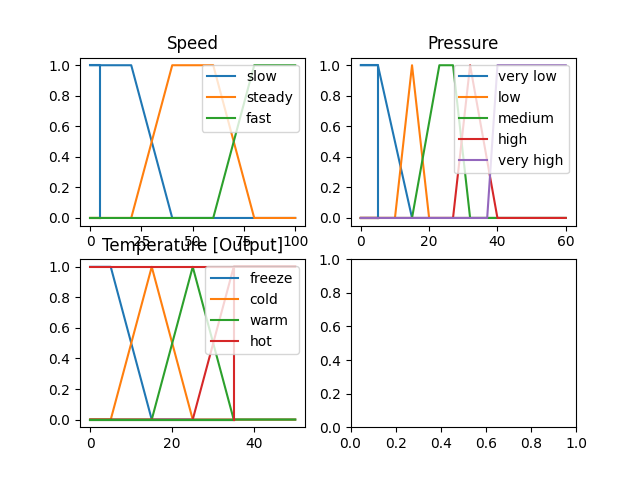 Speed
Pressure
1.0
0.8
0.6
0.4
0.2
0.0
slow
steady
fast
0
25
50
75
100
1.0
0.8
0.6
0.4
0.2
0.0
very low
low
medium
high
very high
0
20
40
60
Temperature [Output]
1.0
0.8
0.6
0.4
0.2
0.0
freeze
cold
warm
hot
0
20
40
1.0
0.8
0.6
0.4
0.2
0.0
0.0
0.2
0.4
0.6
0.8
1.0